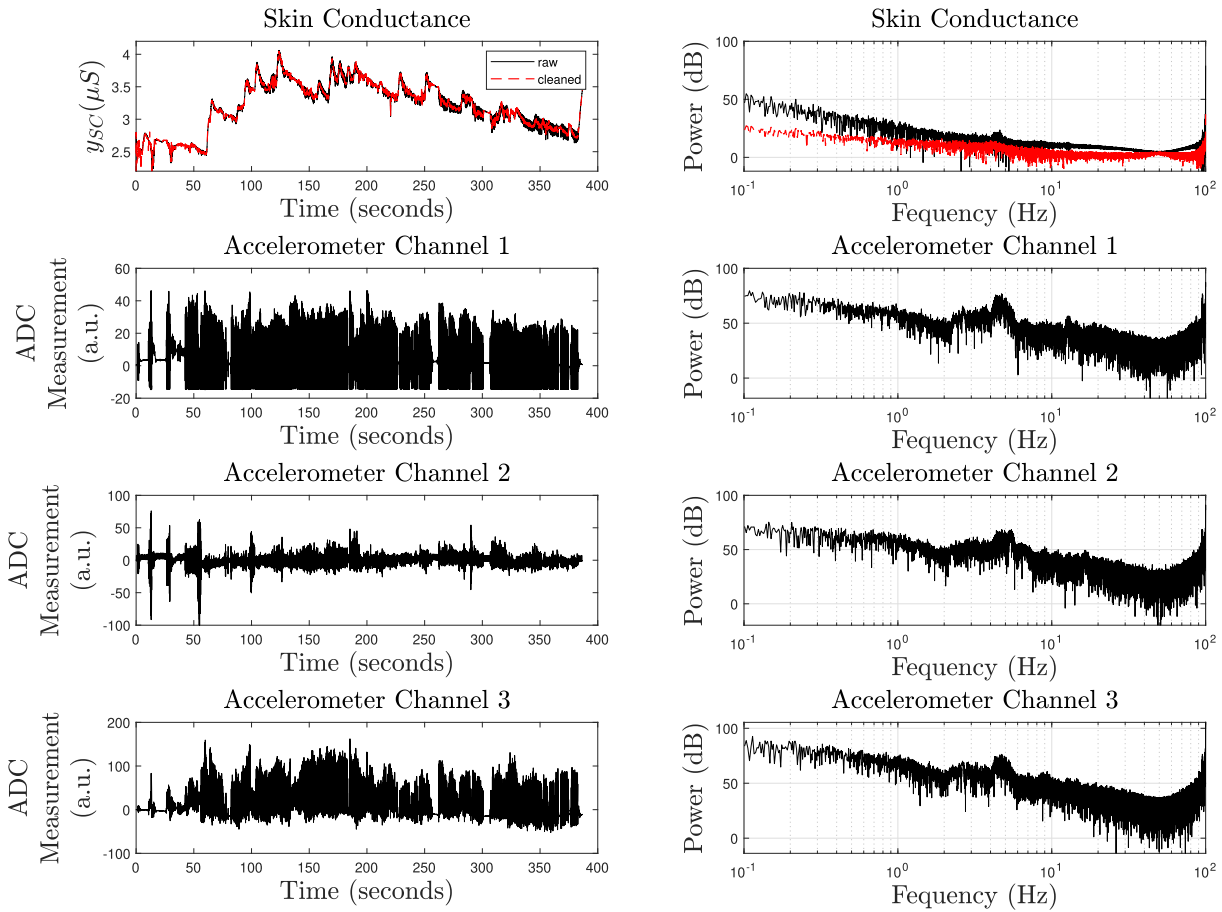 Skin Conductance
y_SC (μS)
4
3.5
3
2.5
raw
cleaned
0 50 100 150 200 250 300 350 400
Time (seconds)
Skin Conductance
Power (dB)
100
50
0
10^-1 10^0 10^1 10^2
Fequency (Hz)
Accelerometer Channel 1
ADC
Measurement
(a.u.)
60
40
20
0
-20
0 50 100 150 200 250 300 350 400
Time (seconds)
Accelerometer Channel 1
Power (dB)
100
50
0
10^-1 10^0 10^1 10^2
Fequency (Hz)
Accelerometer Channel 2
ADC
Measurement
(a.u.)
100
50
0
-50
-100
0 50 100 150 200 250 300 350 400
Time (seconds)
Accelerometer Channel 2
Power (dB)
100
50
0
10^-1 10^0 10^1 10^2
Fequency (Hz)
Accelerometer Channel 3
ADC
Measurement
(a.u.)
200
100
0
-100
0 50 100 150 200 250 300 350 400
Time (seconds)
Accelerometer Channel 3
Power (dB)
100
50
0
10^-1 10^0 10^1 10^2
Fequency (Hz)